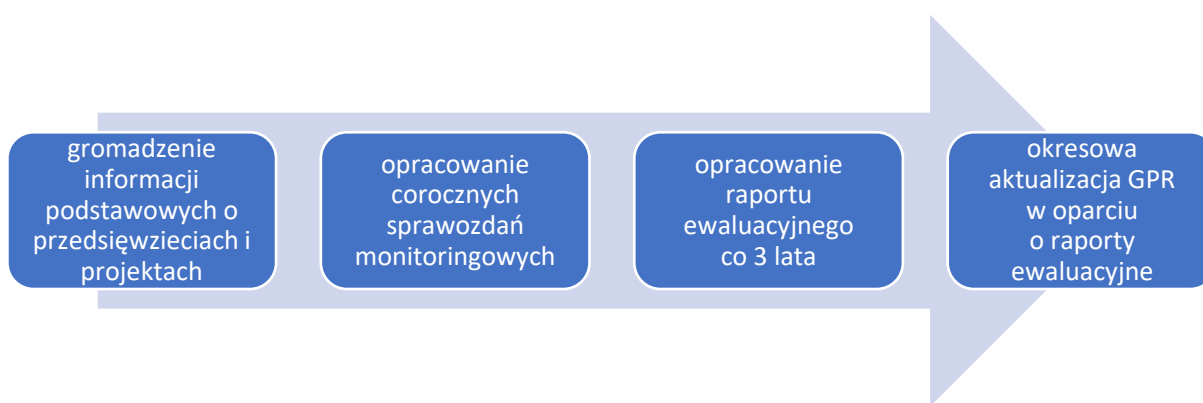 gromadzenie
informacji
podstawowych o
przedsięwzieciach i
projektach
opracowanie
corocznych
sprawozdań
monitoringowych
opracowanie
raportu
ewaluacyjnego
co 3 lata
okresowa
aktualizacja GPR
w oparciu
o raporty
ewaluacyjne